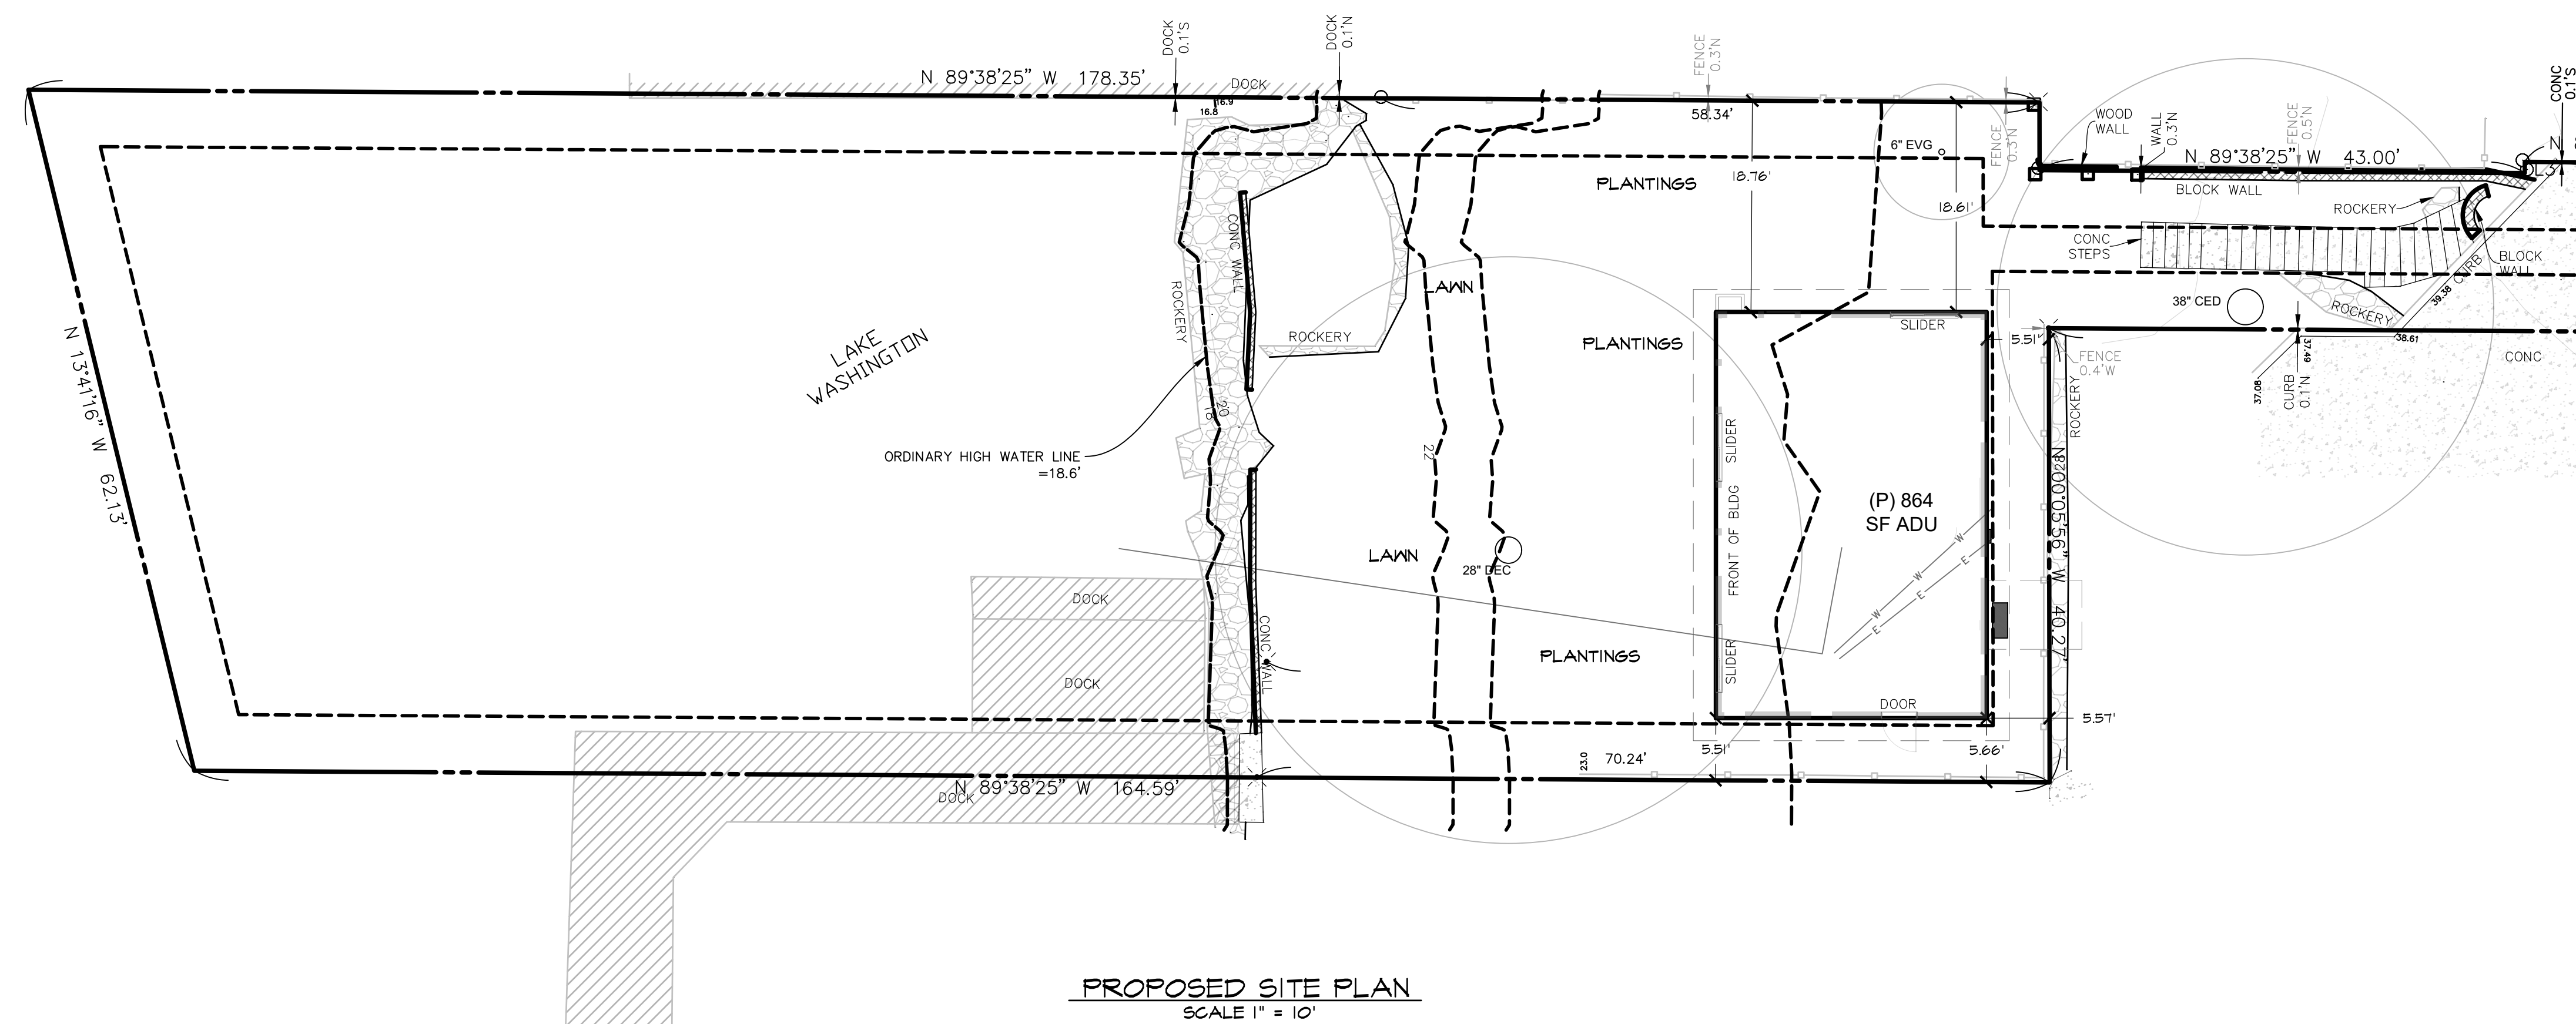 DOCK
0.1'S
DOCK
0.1'N
FENCE
0.3'N
CONC
0.1'S
N 89°38'25" W 178.35'
DOCK
16.9
16.8
58.34'
6" EVG
FENCE
0.3'N
WOOD
WALL
WALL
0.3'N
FENCE
0.5'N
N 89°38'25" W 43.00'
N
BLOCK WALL
ROCKERY
CONC
STEPS
BLOCK
WALL
CURB
39.38
38" CED
ROCKERY
38.61
37.49
37.08
CURB
0.1'N
CONC
PLANTINGS
18.76'
18.61'
CONC WALL
ROCKERY
LAWN
ROCKERY
PLANTINGS
SLIDER
5.51'
FENCE
0.4'W
ROCKERY
LAKE
WASHINGTON
N 13°41'16" W 62.13'
20
18
22
ORDINARY HIGH WATER LINE
=18.6'
SLIDER
FRONT OF BLDG
SLIDER
(P) 864
SF ADU
W
W
W
E
E
E
N 00°05'56" W 40.27'
LAWN
28" DEC
DOCK
DOCK
CONC WALL
PLANTINGS
DOOR
5.57'
5.51'
5.66'
23.0
70.24'
N 89°38'25" W 164.59'
DOCK
PROPOSED SITE PLAN
SCALE 1" = 10'